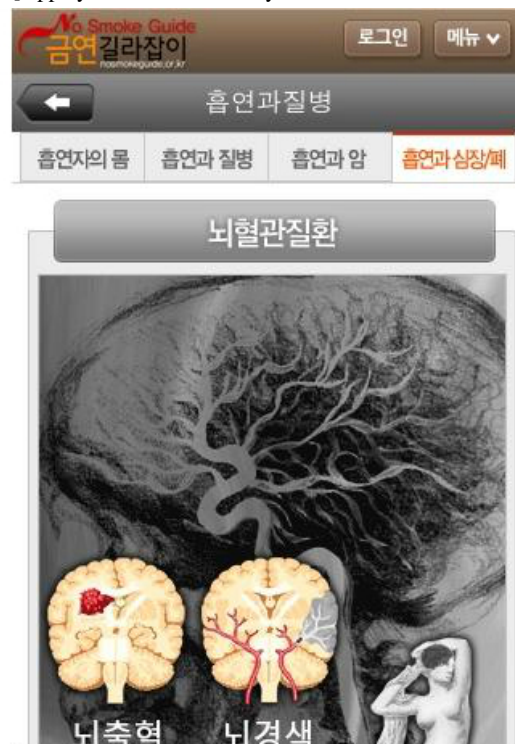 No Smoke Guide
금연길라잡이
nosmokeguide.or.kr
로그인
메뉴
흡연과질병
흡연자의 몸
흡연과 질병
흡연과 암
흡연과 심장/폐
뇌혈관질환
뇌출혈
뇌경색